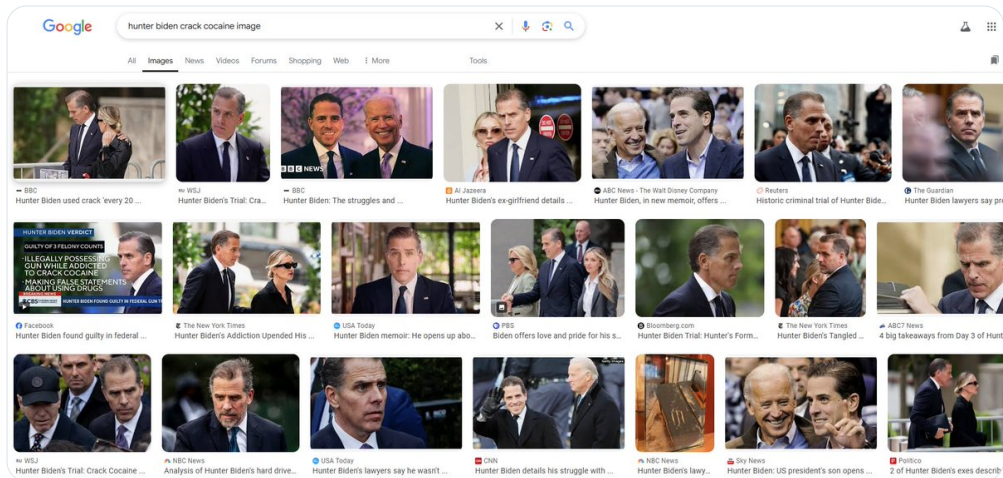 Google
hunter biden crack cocaine image
All Images News Videos Forums Shopping Web More Tools
BBC NEWS
BBC
Hunter Biden used crack 'every 20 ...
WSJ
Hunter Biden's Trial: Cra...
BBC
Hunter Biden: The struggles and ...
Al Jazeera
Hunter Biden's ex-girlfriend details ...
ABC News - The Walt Disney Company
Hunter Biden, in new memoir, offers ...
Reuters
Historic criminal trial of Hunter Bide...
The Guardian
Hunter Biden lawyers say pr
HUNTER BIDEN VERDICT
GUILTY OF 3 FELONY COUNTS
-ILLEGALLY POSSESSING
GUN WHILE ADDICTED
TO CRACK COCAINE
-MAKING FALSE STATEMENTS
ABOUT USING DRUGS
BREAKING NEWS
CBS HUNTER BIDEN FOUND GUILTY IN FEDERAL GUN T
Facebook
Hunter Biden found guilty in federal ...
The New York Times
Hunter Biden's Addiction Upended His ...
USA Today
Hunter Biden memoir: He opens up abo...
PBS
Biden offers love and pride for his s...
Bloomberg.com
Hunter Biden Trial: Hunter's Form...
The New York Times
Hunter Biden's Tangled ...
ABC7 News
4 big takeaways from Day 3 of Hunt
WSJ
Hunter Biden's Trial: Crack Cocaine ...
NBC News
Analysis of Hunter Biden's hard drive...
USA Today
Hunter Biden's lawyers say he wasn't ...
CNN
Hunter Biden details his struggle with ...
NBC News
Hunter Biden's lawy...
Sky News
Hunter Biden: US president's son opens ...
Politico
2 of Hunter Biden's exes describ